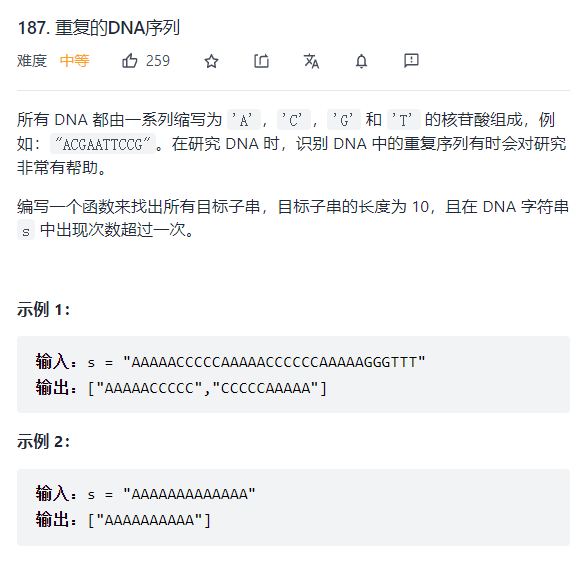 187. 重复的DNA序列
难度 中等 259
所有 DNA 都由一系列缩写为 'A'，'C'，'G' 和 'T' 的核苷酸组成，例
如："ACGAATTCCG"。在研究 DNA 时，识别 DNA 中的重复序列有时会对研究
非常有帮助。
编写一个函数来找出所有目标子串，目标子串的长度为 10，且在 DNA 字符串
s 中出现次数超过一次。
示例 1：
输入：s = "AAAAACCCCCAAAAACCCCCCAAAAAGGGTTT"
输出：["AAAAACCCCC","CCCCCAAAAA"]
示例 2：
输入：s = "AAAAAAAAAAAAA"
输出：["AAAAAAAAAA"]